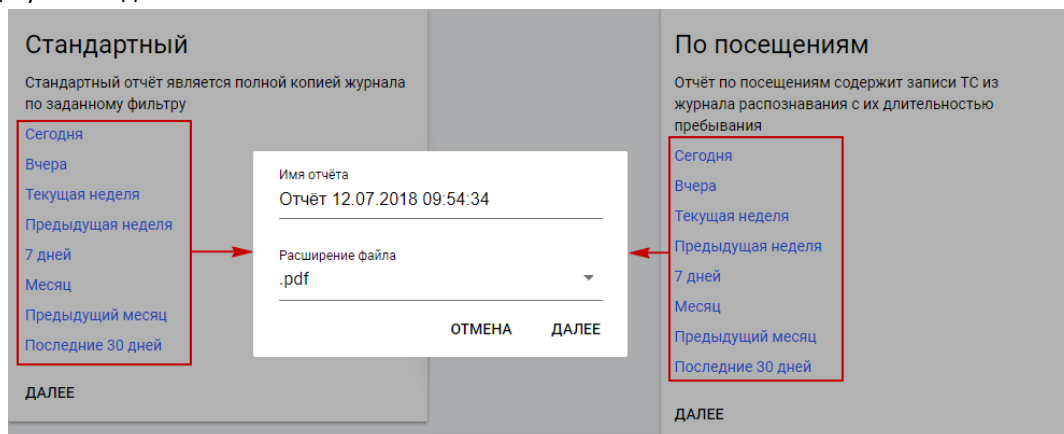 Стандартный
Стандартный отчёт является полной копией журнала
по заданному фильтру
Сегодня
Вчера
Текущая неделя
Предыдущая неделя
7 дней
Месяц
Предыдущий месяц
Последние 30 дней
ДАЛЕЕ
Имя отчёта
Отчёт 12.07.2018 09:54:34
Расширение файла
.pdf
ОТМЕНА ДАЛЕЕ
По посещениям
Отчёт по посещениям содержит записи ТС из
журнала распознавания с их длительностью
пребывания
Сегодня
Вчера
Текущая неделя
Предыдущая неделя
7 дней
Месяц
Предыдущий месяц
Последние 30 дней
ДАЛЕЕ